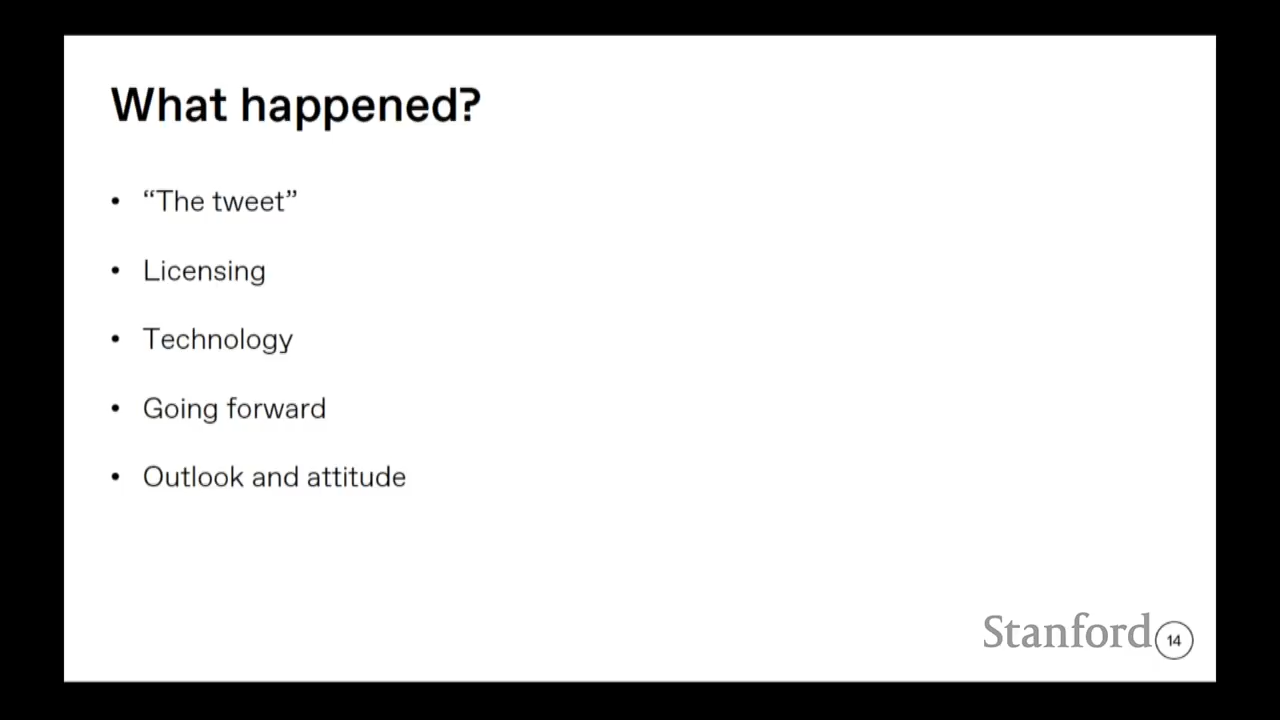 What happened?
• “The tweet”
• Licensing
• Technology
• Going forward
• Outlook and attitude
Stanford 14